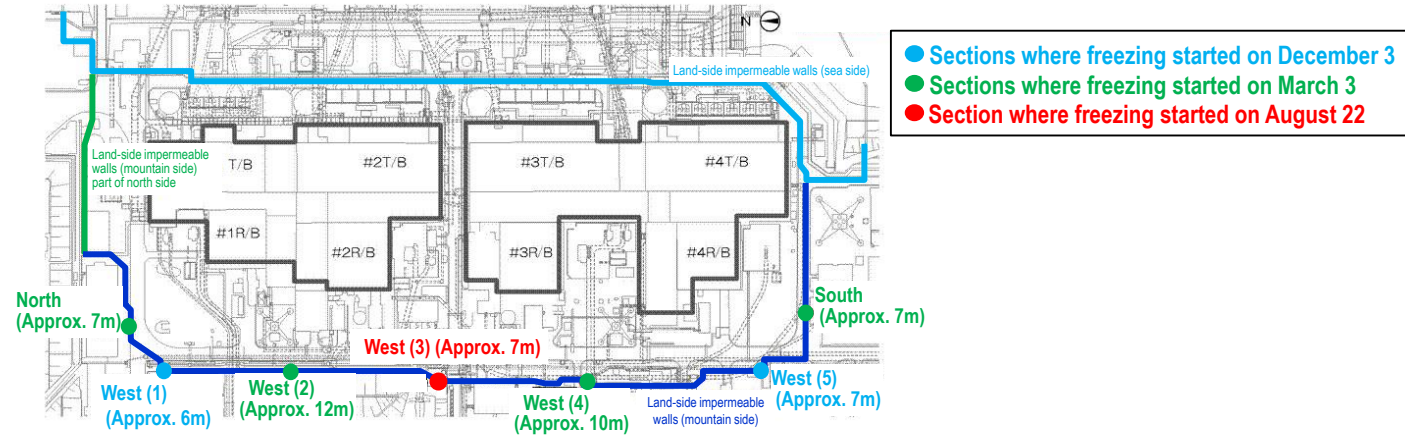 N
Sections where freezing started on December 3
Sections where freezing started on March 3
Section where freezing started on August 22
Land-side impermeable walls (sea side)
Land-side impermeable
walls (mountain side)
part of north side
T/B
#2T/B
#3T/B
#4T/B
#1R/B
#2R/B
#3R/B
#4R/B
North
(Approx. 7m)
South
(Approx. 7m)
West (3) (Approx. 7m)
West (1)
(Approx. 6m)
West (2)
(Approx. 12m)
West (4)
(Approx. 10m)
Land-side impermeable
walls (mountain side)
West (5)
(Approx. 7m)